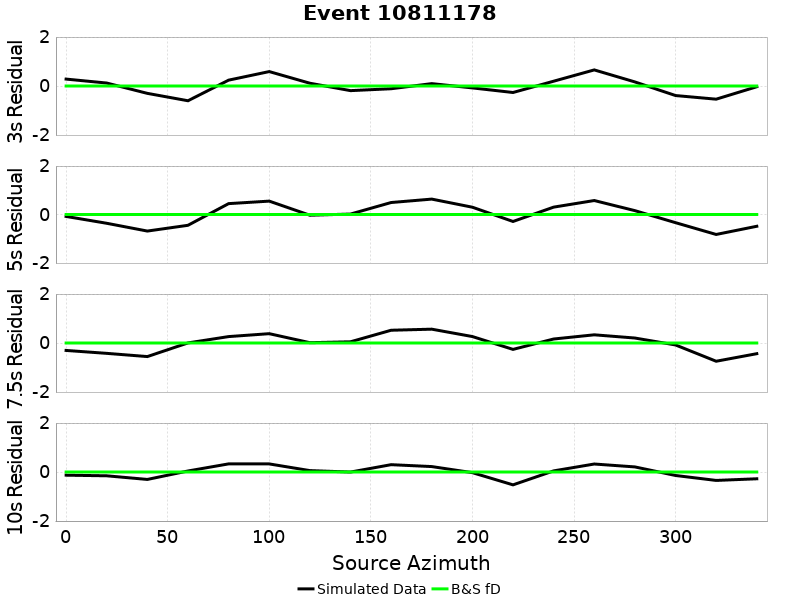 Event 10811178
3s Residual
2
0
-2
5s Residual
2
0
-2
7.5s Residual
2
0
-2
10s Residual
2
0
-2
0 50 100 150 200 250 300
Source Azimuth
Simulated Data B&S fD